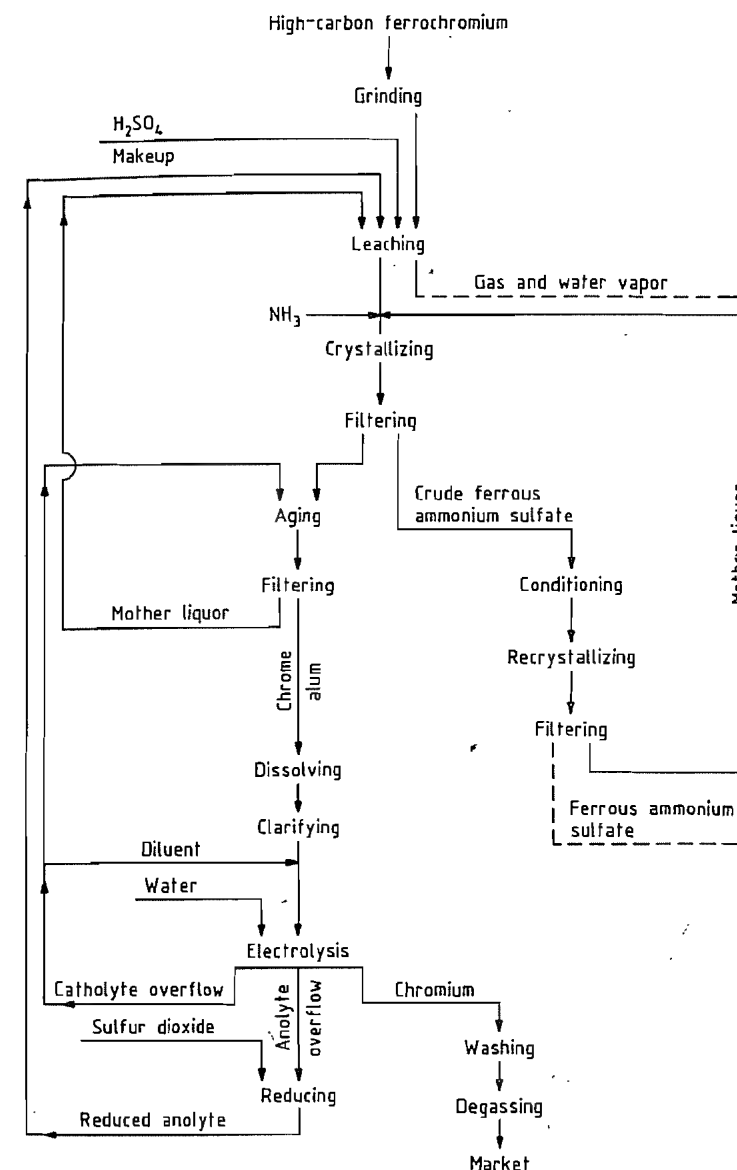 High-carbon ferrochromium
Grinding
H₂SO₄
Makeup
Leaching
Gas and water vapor
NH₃
Crystallizing
Filtering
Crude ferrous
ammonium sulfate
Aging
Mother liquor
Filtering
Conditioning
Mother liquor
Recrystallizing
Chrome
alum
Filtering
Dissolving
Ferrous ammonium
sulfate
Clarifying
Diluent
Water
Electrolysis
Catholyte overflow
Anolyte
overflow
Chromium
Sulfur dioxide
Washing
Reducing
Degassing
Reduced anolyte
Market